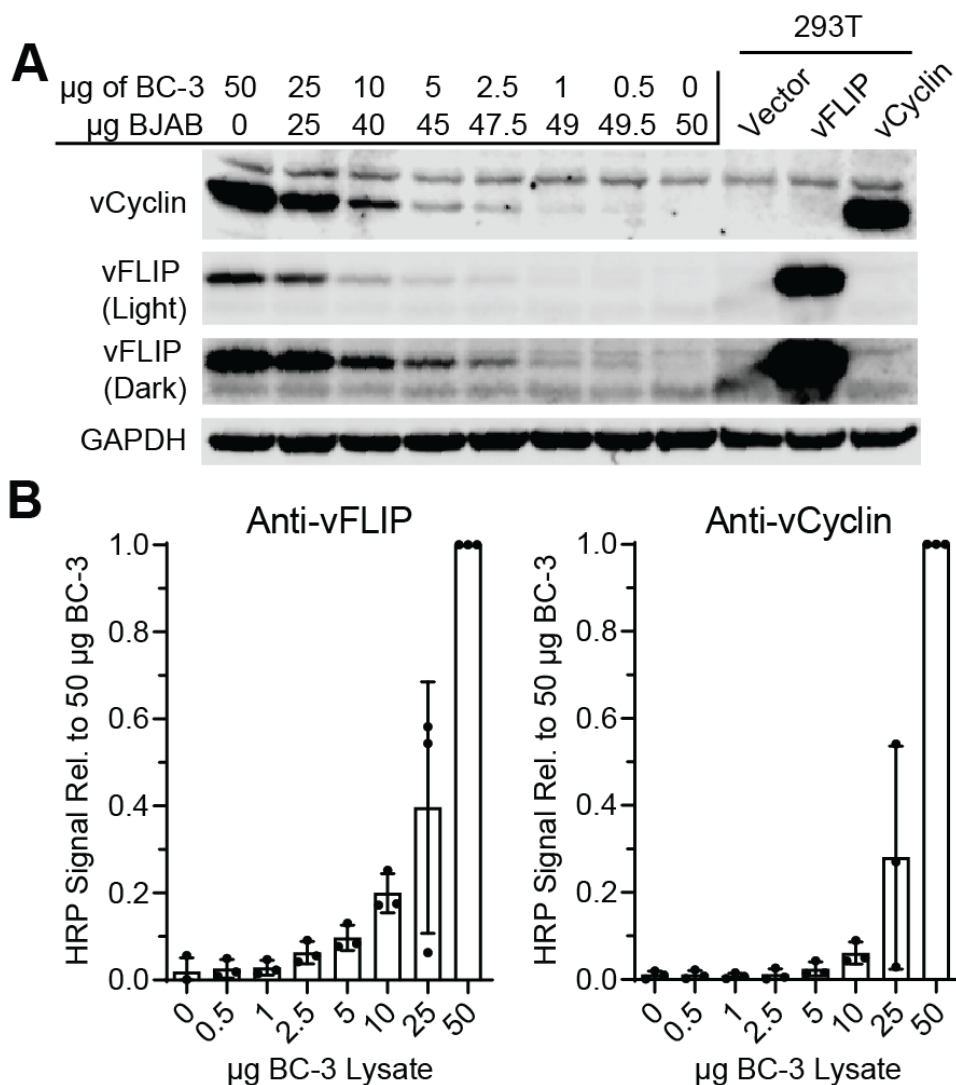 A
293T
µg of BC-3 50 25 10 5 2.5 1 0.5 0
µg BJAB 0 25 40 45 47.5 49 49.5 50
Vector vFLIP vCyclin
vCyclin
vFLIP
(Light)
vFLIP
(Dark)
GAPDH
B
Anti-vFLIP
HRP Signal Rel. to 50 µg BC-3
1.0
0.8
0.6
0.4
0.2
0.0
0 0.5 1 2.5 5 10 25 50
µg BC-3 Lysate
Anti-vCyclin
HRP Signal Rel. to 50 µg BC-3
1.0
0.8
0.6
0.4
0.2
0.0
0 0.5 1 2.5 5 10 25 50
µg BC-3 Lysate